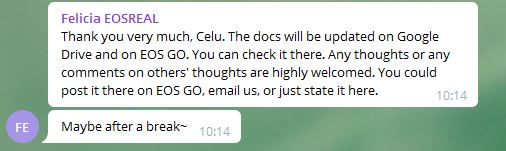 Felicia EOSREAL
Thank you very much, Celu. The docs will be updated on Google
Drive and on EOS GO. You can check it there. Any thoughts or any
comments on others' thoughts are highly welcomed. You could
post it there on EOS GO, email us, or just state it here.
10:14
FE
Maybe after a break~ 10:14